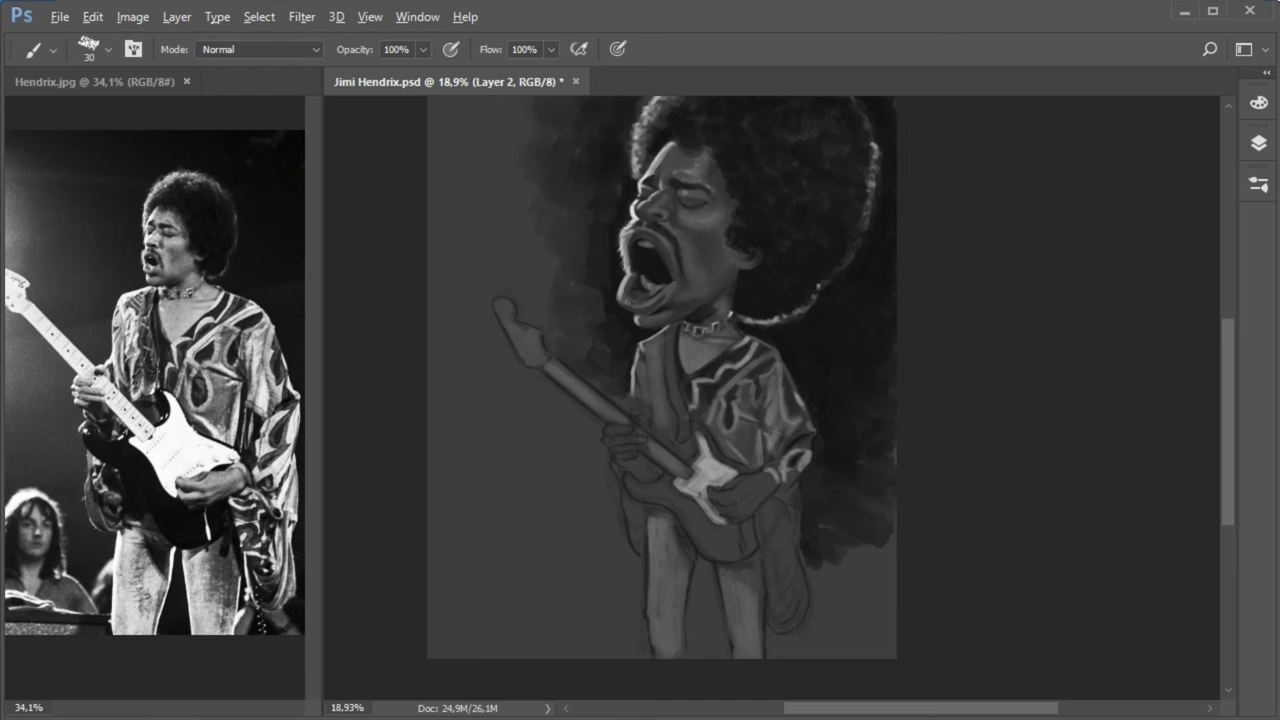 Ps File Edit Image Layer Type Select Filter 3D View Window Help
30 Mode: Normal Opacity: 100% Flow: 100%
Hendrix.jpg @ 34,1% (RGB/8#) × Jimi Hendrix.psd @ 18,9% (Layer 2, RGB/8) * ×
34,1% 18,93% Doc: 24,9M/26,1M